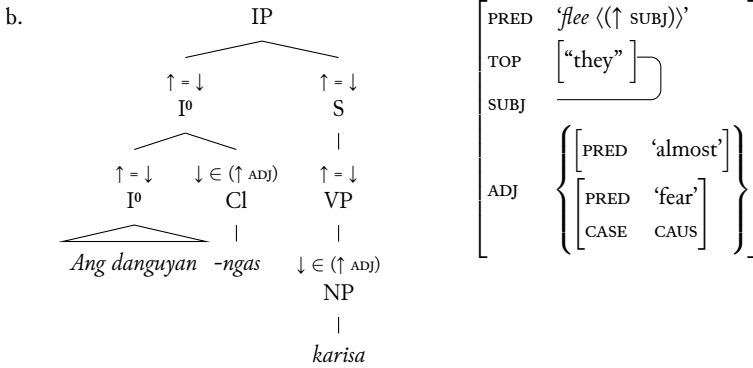 b.
IP
↑ = ↓ ↑ = ↓
I⁰ S
↑ = ↓ ↓ ∈ (↑ ADJ) ↑ = ↓
I⁰ Cl VP
Ang danguyan -ngas ↓ ∈ (↑ ADJ)
NP
karisa
PRED ‘flee ⟨(↑ SUBJ)⟩’
TOP [“they”]
SUBJ
ADJ
PRED ‘almost’
PRED ‘fear’
CASE CAUS